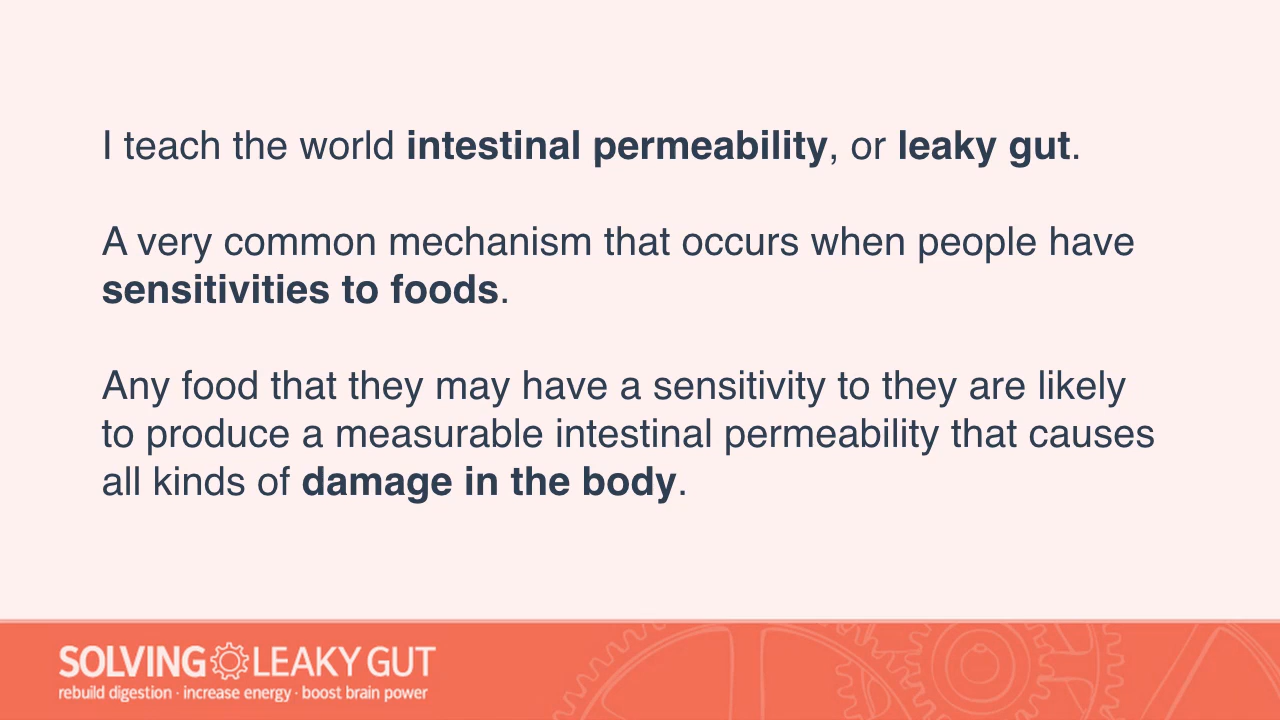 I teach the world intestinal permeability, or leaky gut.
A very common mechanism that occurs when people have
sensitivities to foods.
Any food that they may have a sensitivity to they are likely
to produce a measurable intestinal permeability that causes
all kinds of damage in the body.
SOLVING LEAKY GUT
rebuild digestion · increase energy · boost brain power